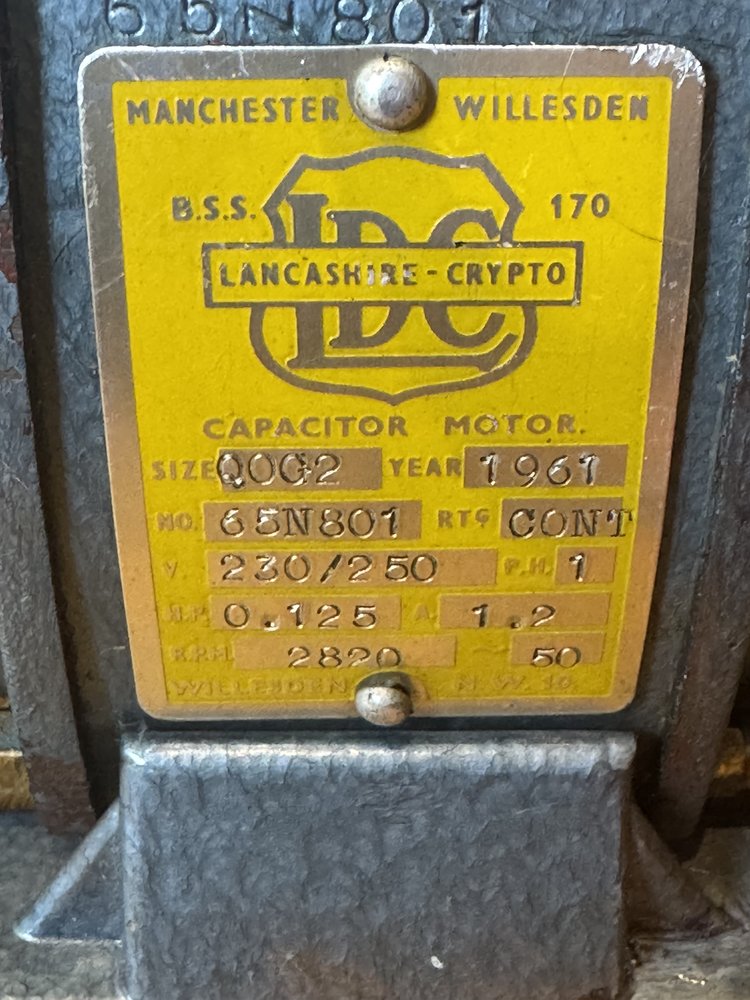 65N801
MANCHESTER WILLESDEN
B.S.S. 170
LDC
LANCASHIRE-CRYPTO
CAPACITOR MOTOR.
SIZE QOG2 YEAR 1961
NO. 65N801 RTG CONT
V. 230/250 P.H. 1
H.P. 0.125 A. 1.2
R.P.M. 2820 ~ 50
WILLESDEN N.W.10.